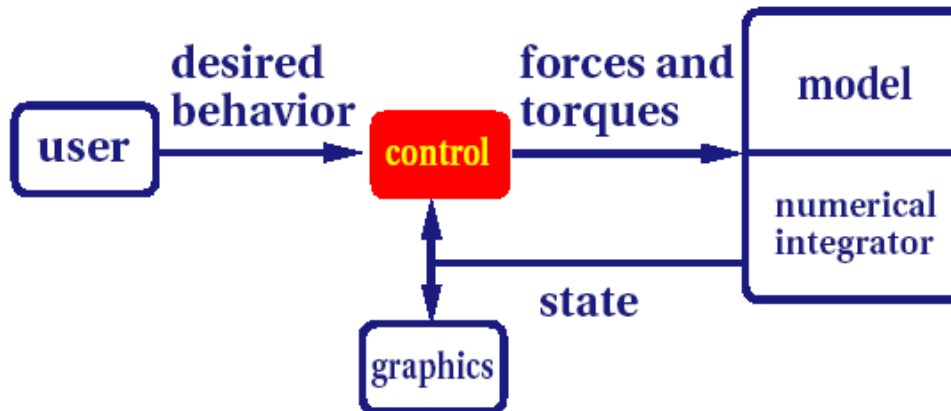 desired
behavior
forces and
torques
model
user
control
numerical
integrator
state
graphics